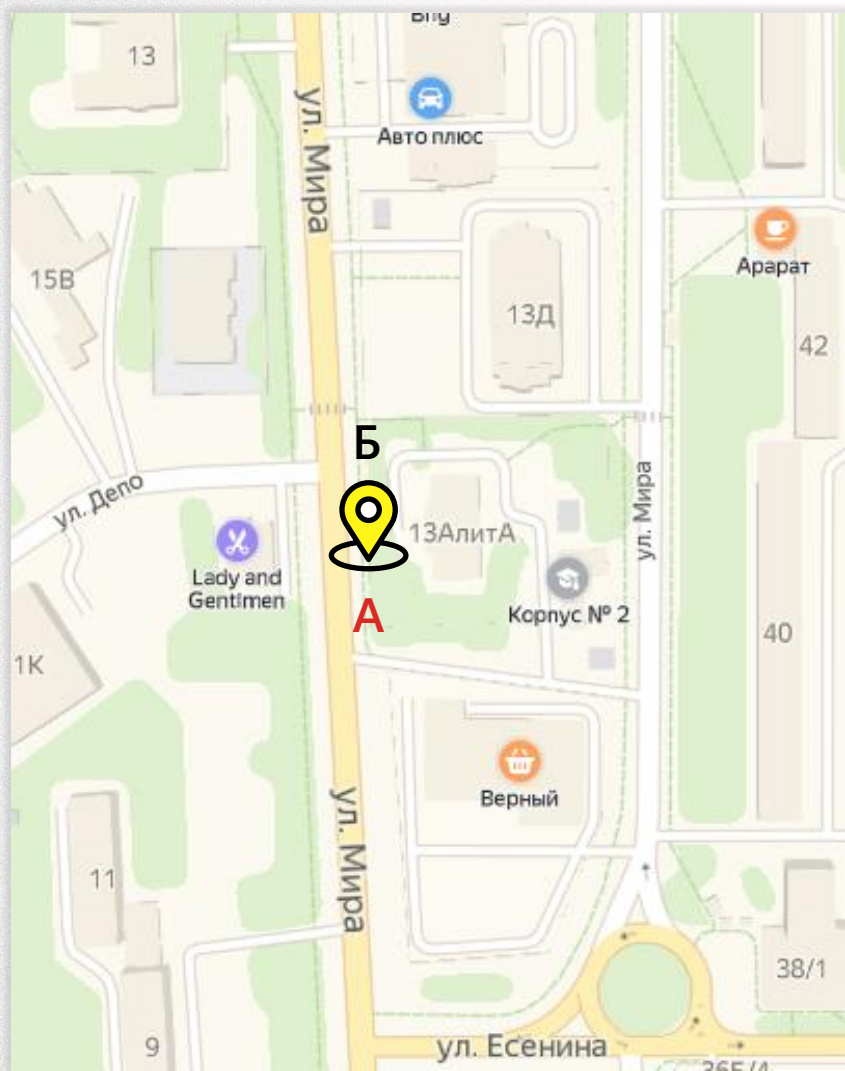 13
ул. Мира
Авто плюс
15В
13Д
Арарат
42
Б
ул. Депо
13АлитА
ул. Мира
Lady and
Gentlmen
А
Корпус № 2
1К
40
Верный
ул. Мира
11
38/1
9
ул. Есенина